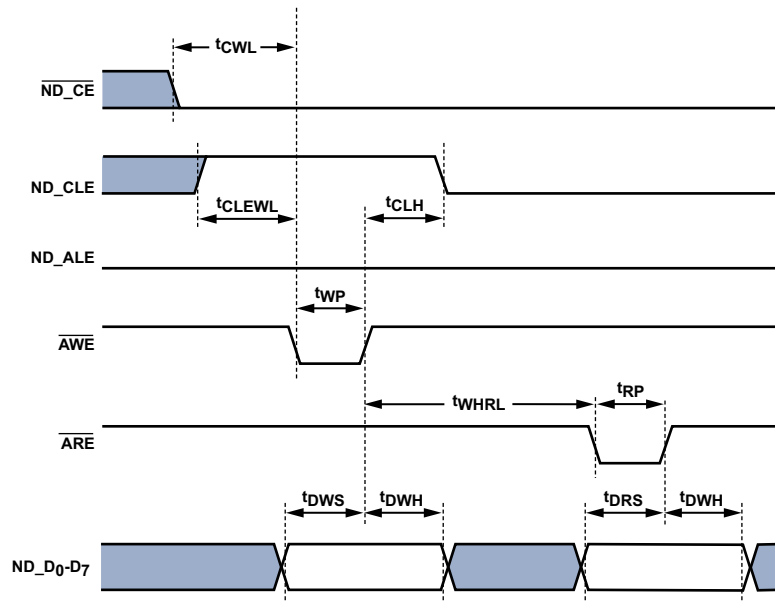 tCWL
ND_CE
ND_CLE
tCLEWL
tCLH
ND_ALE
tWP
AWE
tWHRL
tRP
ARE
tDWS
tDWH
tDRS
tDWH
ND_D0-D7